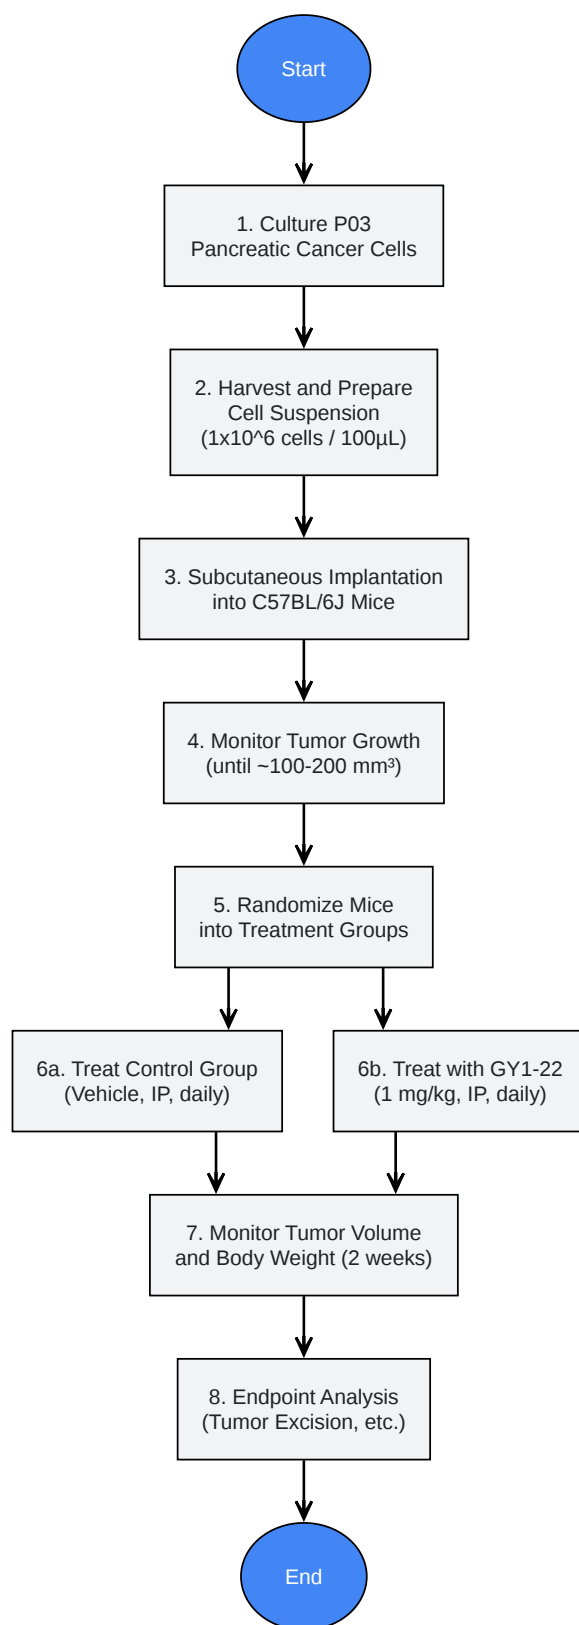 Start
1. Culture P03
Pancreatic Cancer Cells
2. Harvest and Prepare
Cell Suspension
(1x10^6 cells / 100µL)
3. Subcutaneous Implantation
into C57BL/6J Mice
4. Monitor Tumor Growth
(until ~100-200 mm³)
5. Randomize Mice
into Treatment Groups
6a. Treat Control Group
(Vehicle, IP, daily)
6b. Treat with GY1-22
(1 mg/kg, IP, daily)
7. Monitor Tumor Volume
and Body Weight (2 weeks)
8. Endpoint Analysis
(Tumor Excision, etc.)
End